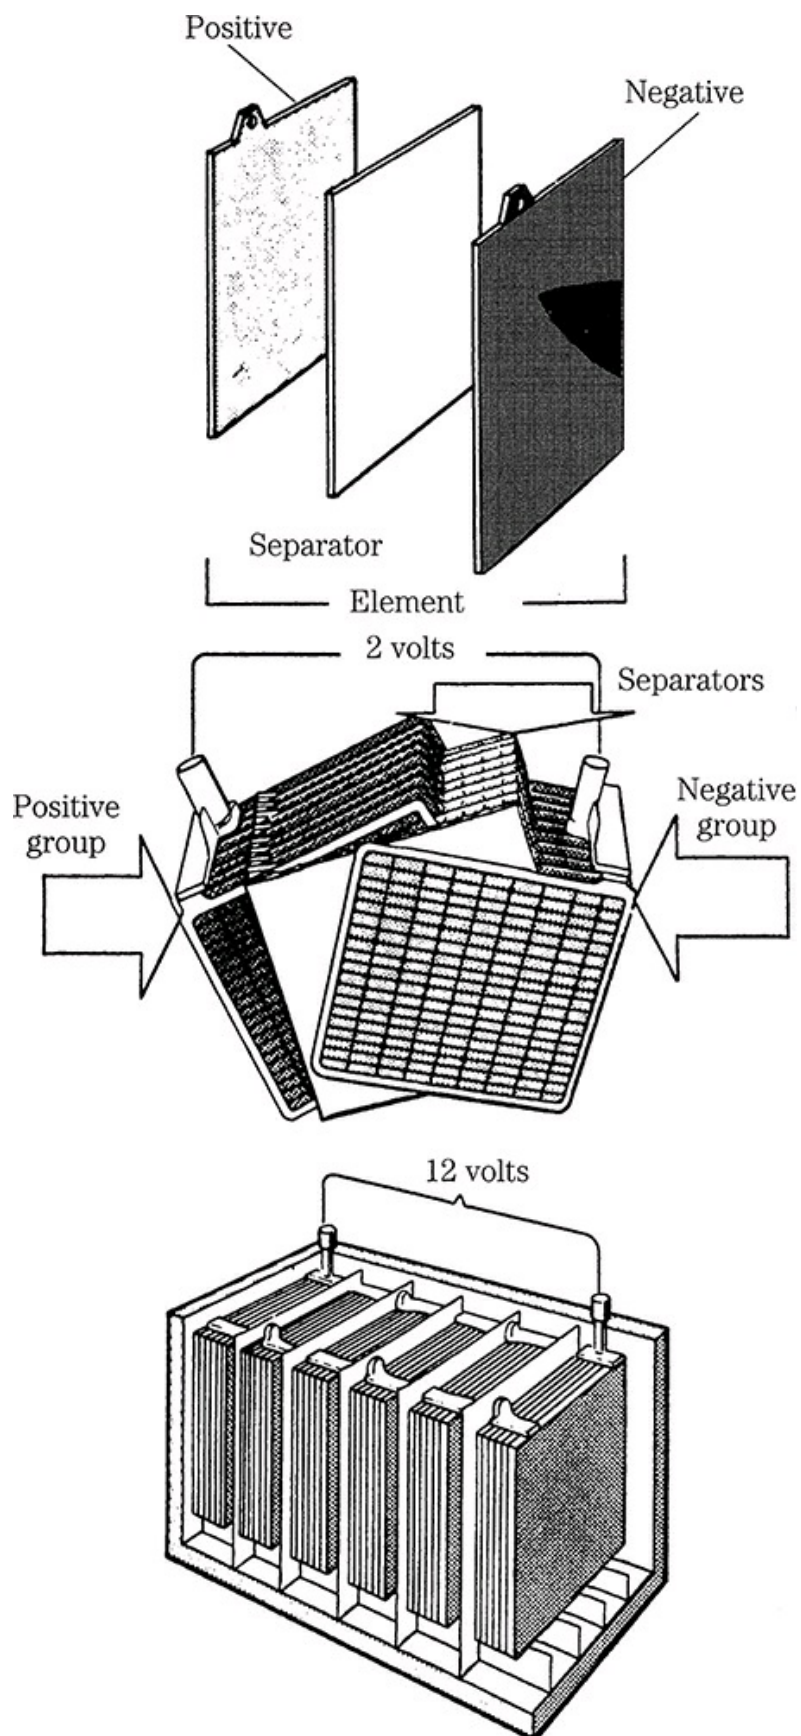 Positive
Negative
Separator
Element
2 volts
Separators
Positive
group
Negative
group
12 volts